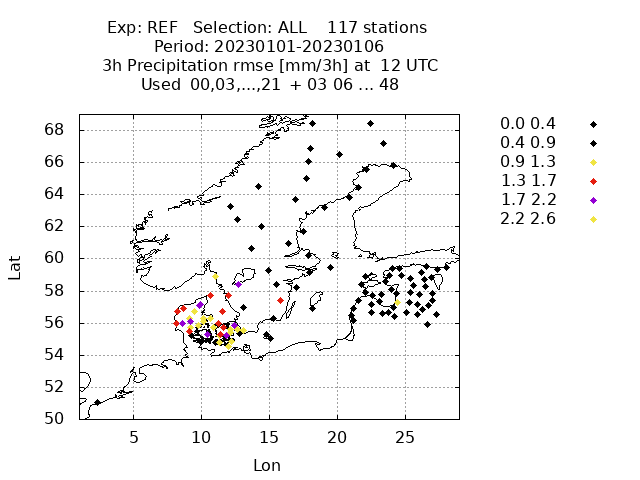 Exp: REF   Selection: ALL    117 stations
Period: 20230101-20230106
3h Precipitation rmse [mm/3h] at  12 UTC
Used  00,03,...,21  + 03 06 ... 48
0.0 0.4
0.4 0.9
0.9 1.3
1.3 1.7
1.7 2.2
2.2 2.6
68
66
64
62
60
58
56
54
52
50
Lat
5 10 15 20 25
Lon